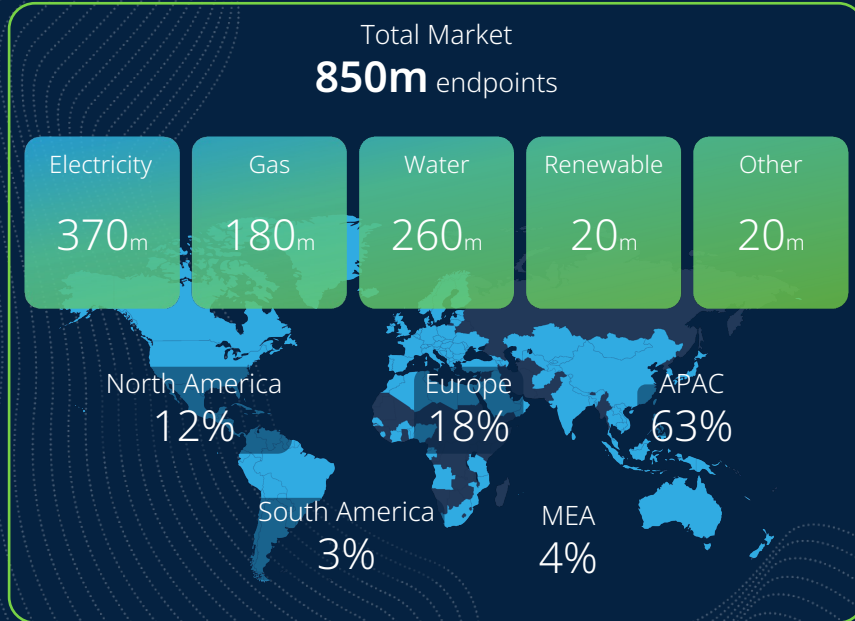 Total Market
850m endpoints
Electricity
370m
Gas
180m
Water
260m
Renewable
20m
Other
20m
North America
12%
Europe
18%
APAC
63%
South America
3%
MEA
4%